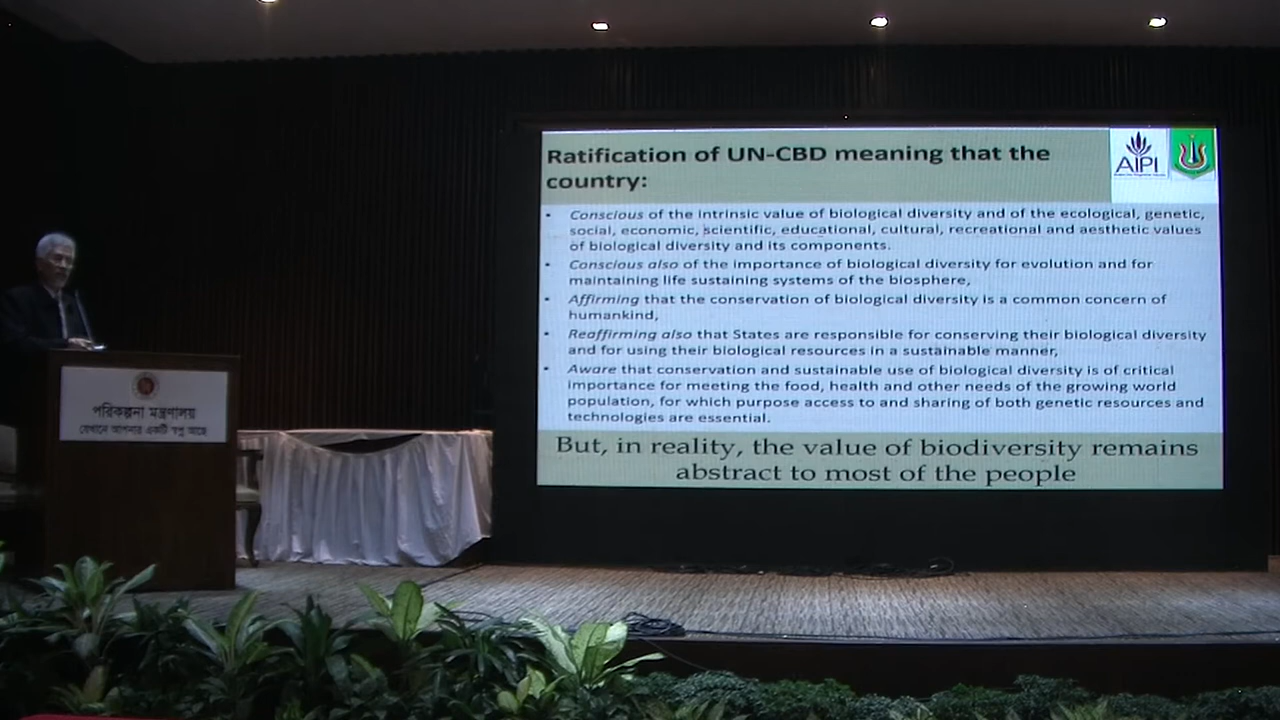 Ratification of UN-CBD meaning that the
country:
AIPI
• Conscious of the intrinsic value of biological diversity and of the ecological, genetic,
social, economic, scientific, educational, cultural, recreational and aesthetic values
of biological diversity and its components.
• Conscious also of the importance of biological diversity for evolution and for
maintaining life sustaining systems of the biosphere,
• Affirming that the conservation of biological diversity is a common concern of
humankind,
• Reaffirming also that States are responsible for conserving their biological diversity
and for using their biological resources in a sustainable manner,
• Aware that conservation and sustainable use of biological diversity is of critical
importance for meeting the food, health and other needs of the growing world
population, for which purpose access to and sharing of both genetic resources and
technologies are essential.
But, in reality, the value of biodiversity remains
abstract to most of the people
পরিকল্পনা মন্ত্রণালয়
যেখানে আপনার একটি স্বপ্ন আছে